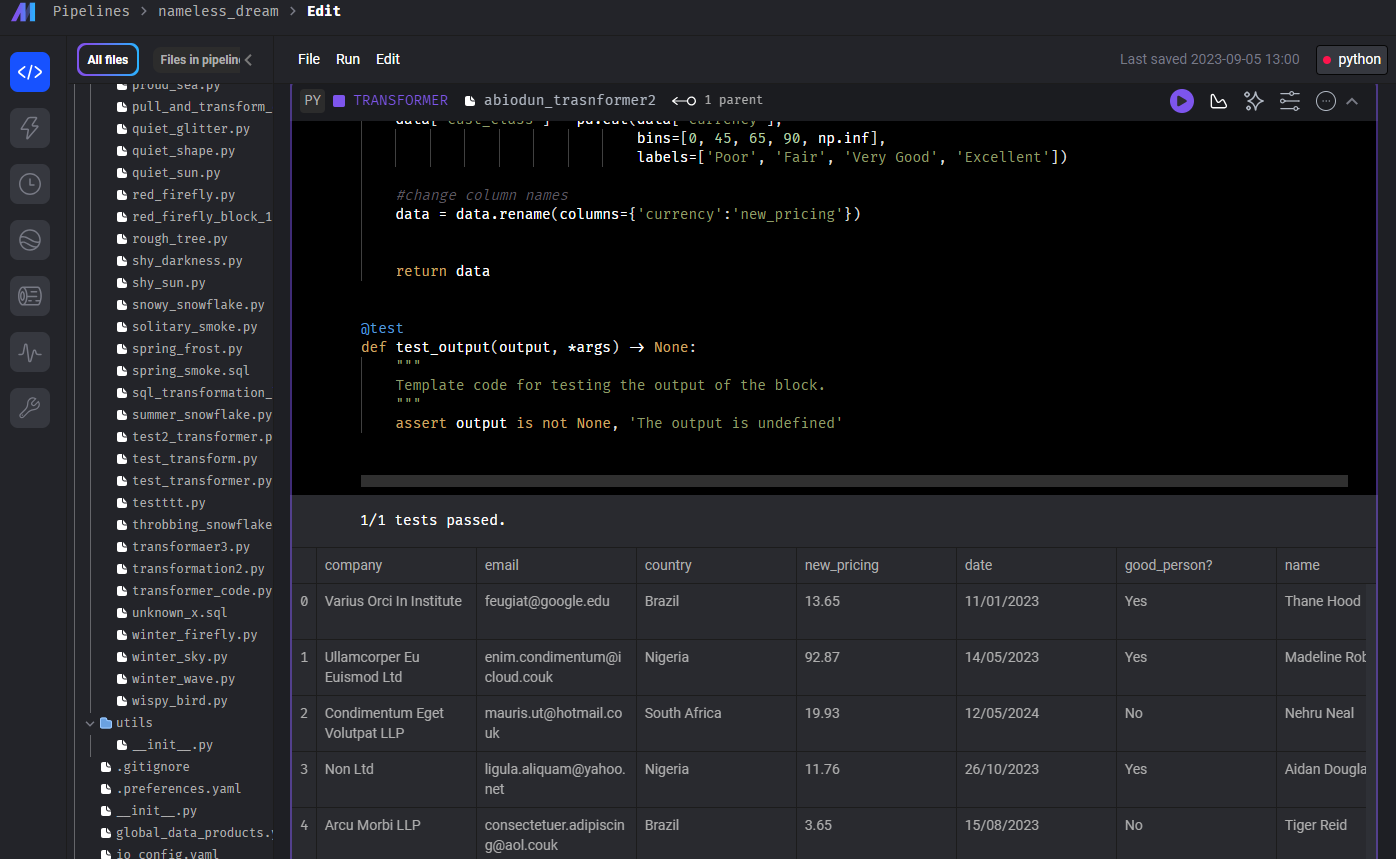 Pipelines > nameless_dream > Edit
All files
Files in pipelin
File Run Edit
Last saved 2023-09-05 13:00
python
proud_sea.py
pull_and_transform_
quiet_glitter.py
quiet_shape.py
quiet_sun.py
red_firefly.py
red_firefly_block_1
rough_tree.py
shy_darkness.py
shy_sun.py
snowy_snowflake.py
solitary_smoke.py
spring_frost.py
spring_smoke.sql
sql_transformation_
summer_snowflake.py
test2_transformer.p
test_transform.py
test_transformer.py
testttt.py
throbbing_snowflake
transformaer3.py
transformation2.py
transformer_code.py
unknown_x.sql
winter_firefly.py
winter_sky.py
winter_wave.py
wispy_bird.py
utils
__init__.py
.gitignore
.preferences.yaml
__init__.py
global_data_products.y
io_config.yaml
PY TRANSFORMER abiodun_trasnformer2 1 parent
data['cust_class'] = pd.cut(data['currency'],
bins=[0, 45, 65, 90, np.inf],
labels=['Poor', 'Fair', 'Very Good', 'Excellent'])
#change column names
data = data.rename(columns={'currency':'new_pricing'})
return data
@test
def test_output(output, *args) -> None:
"""
Template code for testing the output of the block.
"""
assert output is not None, 'The output is undefined'
1/1 tests passed.
company email country new_pricing date good_person? name
0 Varius Orci In Institute feugiat@google.edu Brazil 13.65 11/01/2023 Yes Thane Hood
1 Ullamcorper Eu enim.condimentum@i Nigeria 92.87 14/05/2023 Yes Madeline Rob
Euismod Ltd cloud.couk
2 Condimentum Eget mauris.ut@hotmail.co South Africa 19.93 12/05/2024 No Nehru Neal
Volutpat LLP uk
3 Non Ltd ligula.aliquam@yahoo. Nigeria 11.76 26/10/2023 Yes Aidan Dougla
net
4 Arcu Morbi LLP consectetuer.adipiscin Brazil 3.65 15/08/2023 No Tiger Reid
g@aol.couk